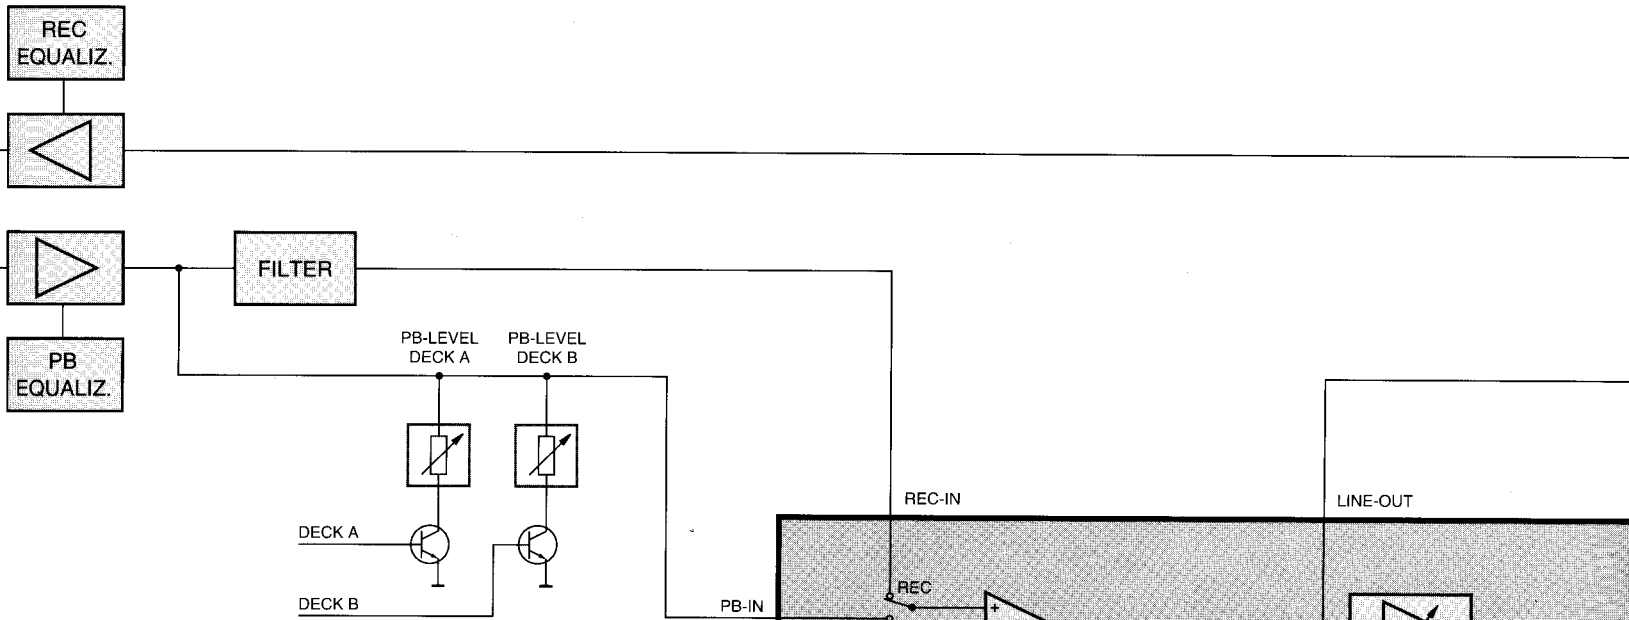 REC
EQUALIZ.
FILTER
PB
EQUALIZ.
PB-LEVEL
DECK A
PB-LEVEL
DECK B
DECK A
DECK B
PB-IN
REC-IN
LINE-OUT
REC
+